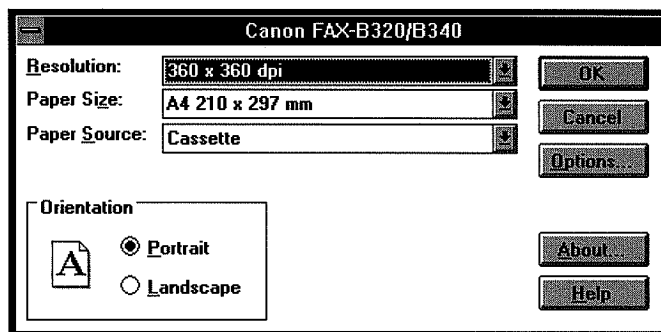 Canon FAX-B320/B340
Resolution: 360 x 360 dpi OK
Paper Size: A4 210 x 297 mm Cancel
Paper Source: Cassette Options...
Orientation
A Portrait About...
Landscape Help